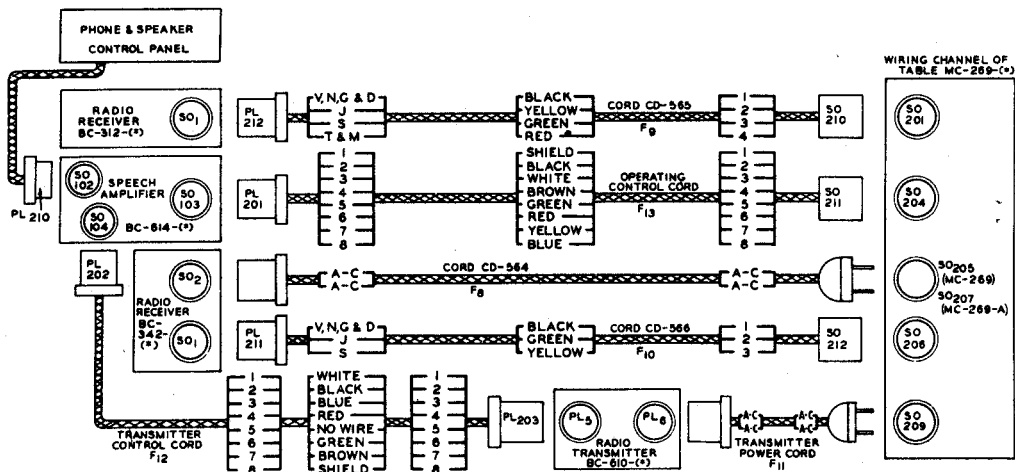 PHONE & SPEAKER
CONTROL PANEL
WIRING CHANNEL OF
TABLE MC-269-(*)
RADIO
RECEIVER
BC-312-(*)
SO1
PL
212
V,N,G & D
J
S
T & M
BLACK
YELLOW
GREEN
RED
CORD CD-565
F9
1
2
3
4
SO
210
SO
201
PL 210
SO
102
SPEECH
AMPLIFIER
SO
103
SO
104
BC-614-(*)
PL
201
1
2
3
4
5
6
7
8
SHIELD
BLACK
WHITE
BROWN
GREEN
RED
YELLOW
BLUE
OPERATING
CONTROL CORD
F13
1
2
3
4
5
6
7
8
SO
211
SO
204
PL
202
RADIO
RECEIVER
BC-
342-
(*)
SO2
SO1
A-C
A-C
CORD CD-564
F8
A-C
A-C
SO205
(MC-269)
SO207
(MC-269-A)
PL
211
V,N,G & D
J
S
BLACK
GREEN
YELLOW
CORD CD-566
F10
1
2
3
SO
212
SO
206
TRANSMITTER
CONTROL CORD
F12
1
2
3
4
5
6
7
8
WHITE
BLACK
BLUE
RED
NO WIRE
GREEN
BROWN
SHIELD
1
2
3
4
5
6
7
8
PL203
PL5
PL6
RADIO
TRANSMITTER
BC-610-(*)
A-C
A-C
A-C
A-C
TRANSMITTER
POWER CORD
F11
SO
209